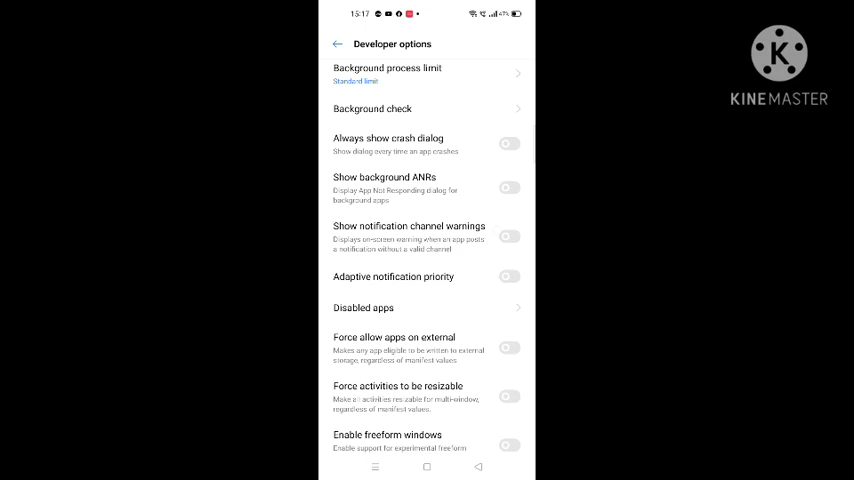 15:17
47%
KINEMASTER
Developer options
Background process limit
Standard limit
Background check
Always show crash dialog
Show dialog every time an app crashes
Show background ANRs
Display App Not Responding dialog for
background apps
Show notification channel warnings
Displays on-screen warning when an app posts
a notification without a valid channel
Adaptive notification priority
Disabled apps
Force allow apps on external
Makes any app eligible to be written to external
storage, regardless of manifest values.
Force activities to be resizable
Make all activities resizable for multi-window,
regardless of manifest values.
Enable freeform windows
Enable support for experimental freeform